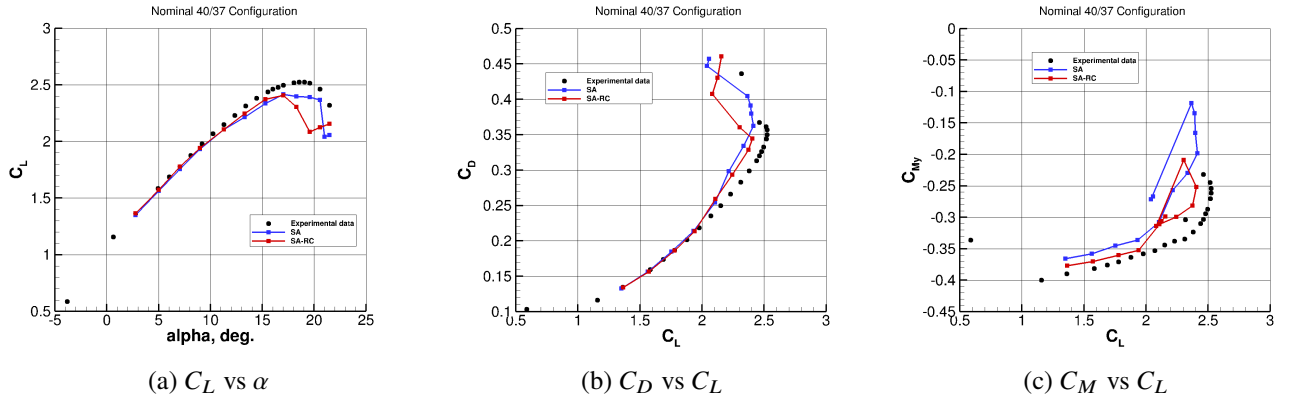 Nominal 40/37 Configuration
3
2.5
2
1.5
1
0.5
-5
0
5
10
15
20
25
C_L
alpha, deg.
Experimental data
SA
SA-RC
(a) C_L vs α
Nominal 40/37 Configuration
0.5
0.45
0.4
0.35
0.3
0.25
0.2
0.15
0.1
0.5
1
1.5
2
2.5
3
C_D
C_L
Experimental data
SA
SA-RC
(b) C_D vs C_L
Nominal 40/37 Configuration
0
-0.05
-0.1
-0.15
-0.2
-0.25
-0.3
-0.35
-0.4
-0.45
0.5
1
1.5
2
2.5
3
C_My
C_L
Experimental data
SA
SA-RC
(c) C_M vs C_L